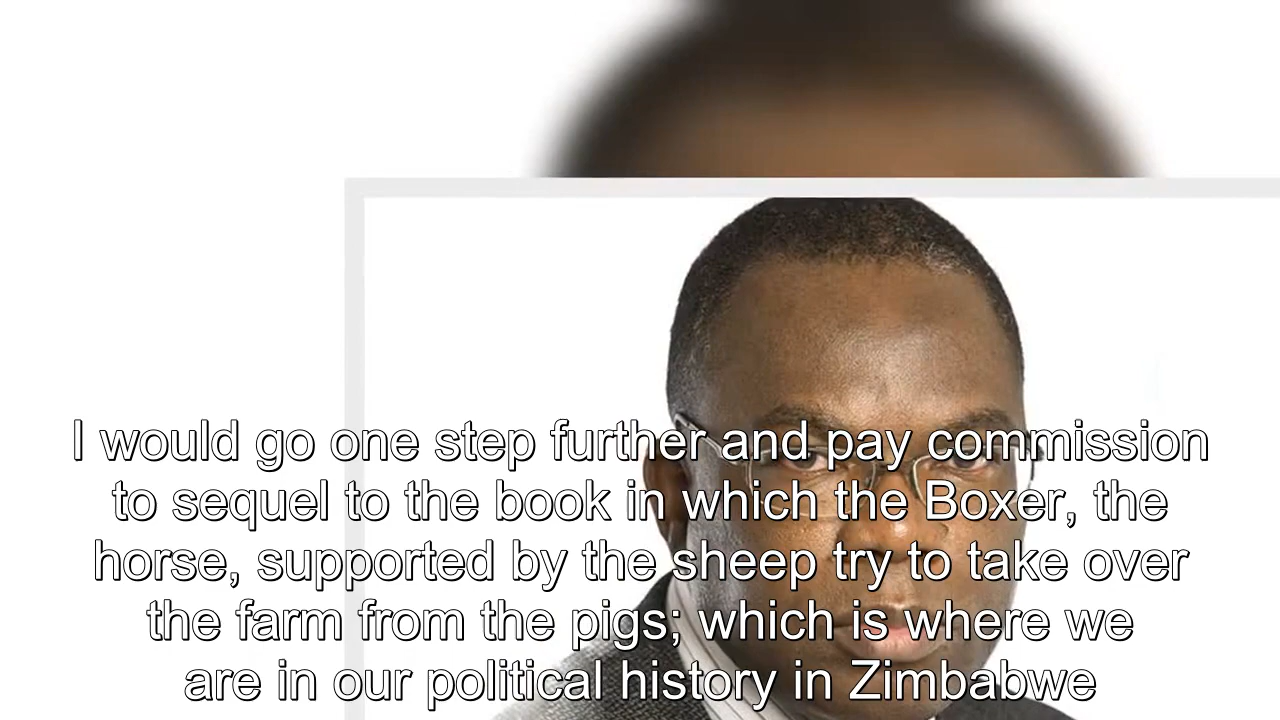 I would go one step further and pay commission
to sequel to the book in which the Boxer, the
horse, supported by the sheep try to take over
the farm from the pigs; which is where we
are in our political history in Zimbabwe